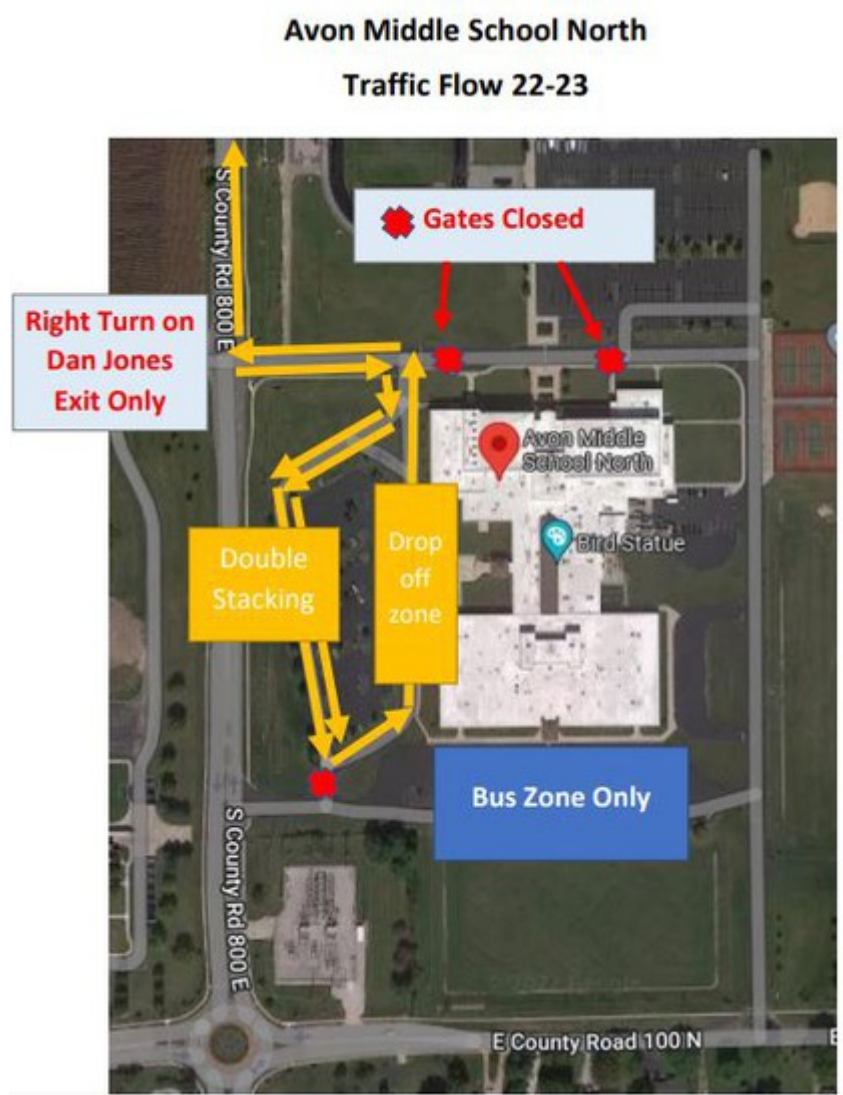 Avon Middle School North
Traffic Flow 22-23
S County Rd 800 E
Gates Closed
Right Turn on
Dan Jones
Exit Only
Avon Middle
School North
Bird Statue
Double
Stacking
Drop
off
zone
Bus Zone Only
S County Rd 800 E
E County Road 100 N
E